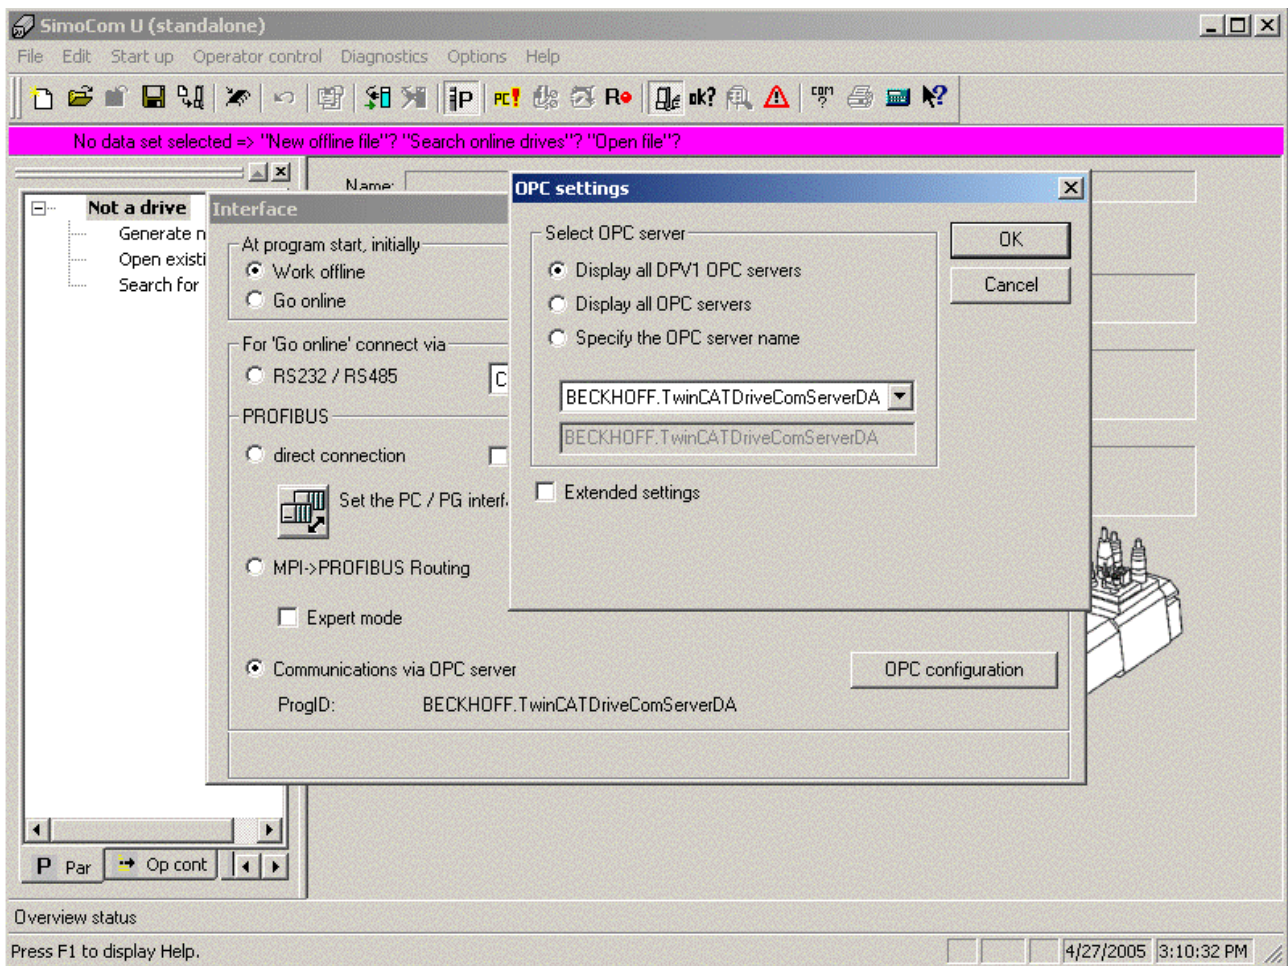 SimoCom U (standalone)
File Edit Start up Operator control Diagnostics Options Help
P PC! R ok? com ?
No data set selected => "New offline file"? "Search online drives"? "Open file"?
Name:
Not a drive
Generate n
Open existi
Search for
Interface
At program start, initially
Work offline
Go online
For 'Go online' connect via
RS232 / RS485
C
PROFIBUS
direct connection
Set the PC / PG interf
MPI->PROFIBUS Routing
Expert mode
Communications via OPC server
OPC configuration
ProgID: BECKHOFF.TwinCATDriveComServerDA
OPC settings
Select OPC server
Display all DPV1 OPC servers
Display all OPC servers
Specify the OPC server name
BECKHOFF.TwinCATDriveComServerDA
BECKHOFF.TwinCATDriveComServerDA
Extended settings
OK
Cancel
P Par Op cont
Overview status
Press F1 to display Help.
4/27/2005 3:10:32 PM